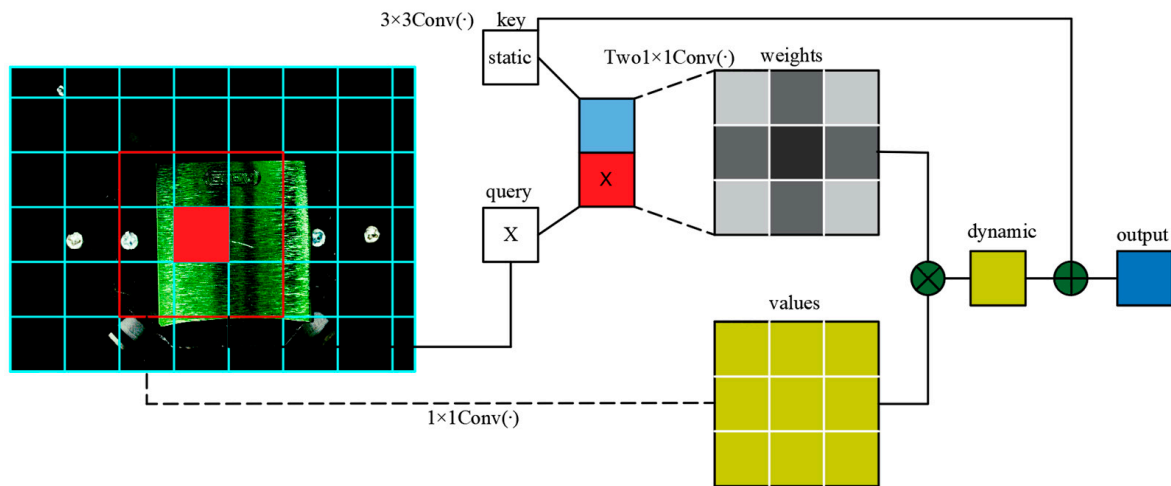 3×3Conv(·)
key
static
Two1×1Conv(·)
weights
X
query
X
dynamic
output
values
1×1Conv(·)